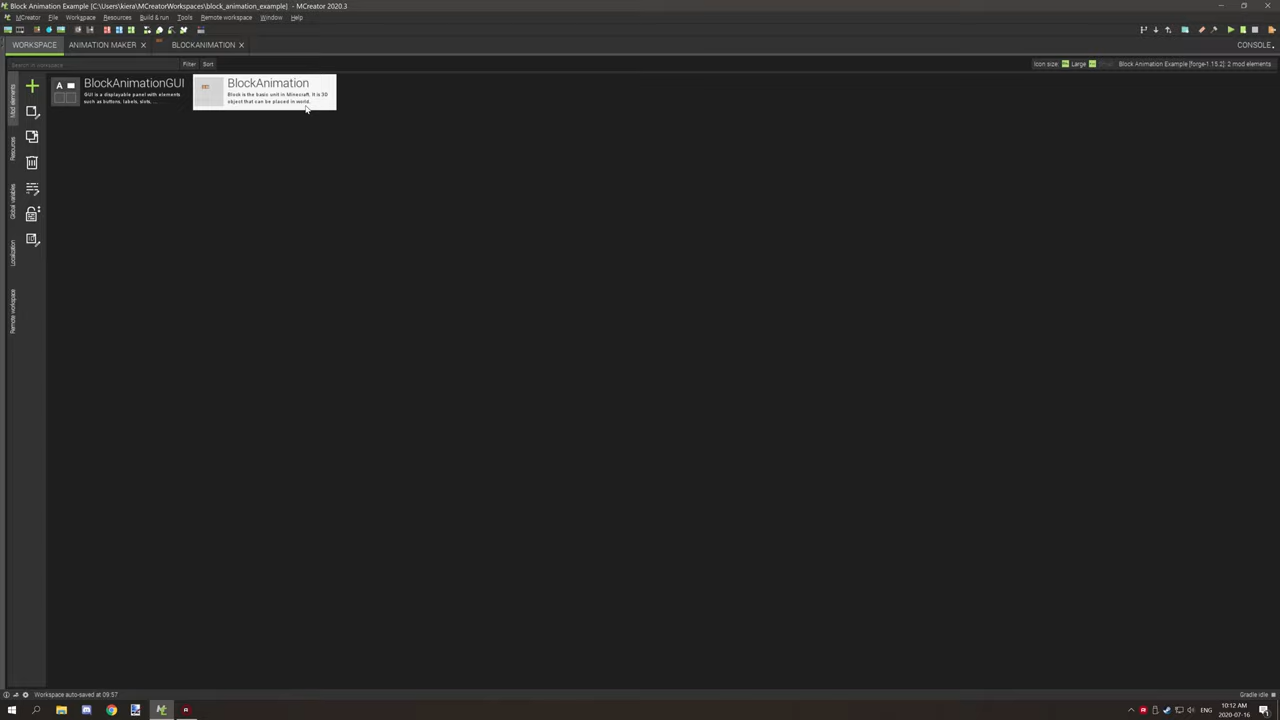 Block Animation Example [C:\Users\kiera\MCreatorWorkspaces\block_animation_example] - MCreator 2020.3
MCreator File Workspace Resources Build & run Tools Remote workspace Window Help
WORKSPACE ANIMATION MAKER BLOCKANIMATION CONSOLE
Search in workspace Filter Sort Icon size: Large Small Block Animation Example [forge-1.15.2]: 2 mod elements
Mod elements
Resources
Global variables
Localization
Remote workspace
BlockAnimationGUI
GUI is a displayable panel with elements
such as buttons, labels, slots, ...
BlockAnimation
Block is the basic unit in Minecraft. It is 3D
object that can be placed in world.
Workspace auto-saved at 09:57 Gradle idle
ENG
10:12 AM
2020-07-16